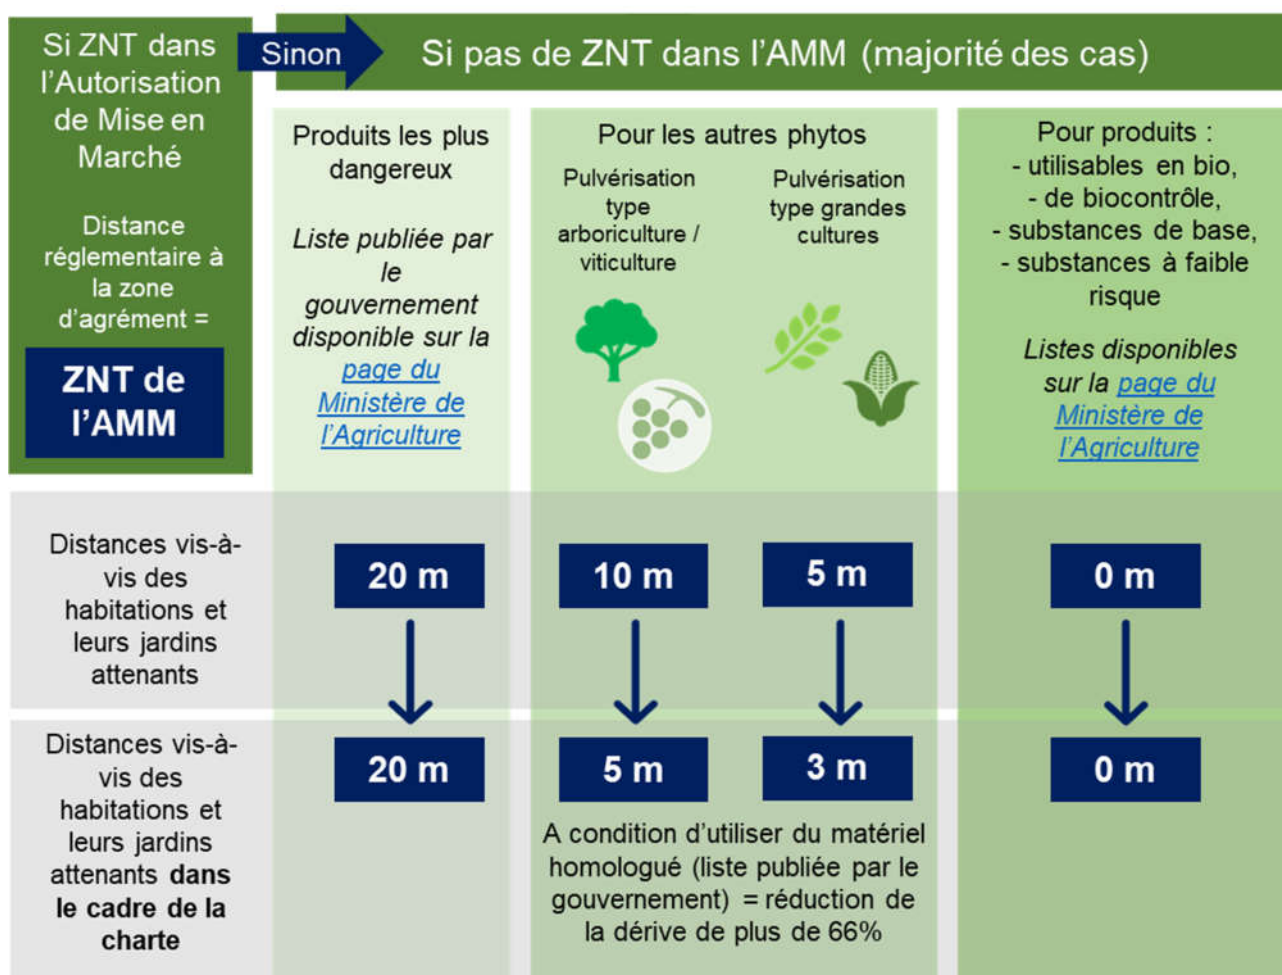 Si ZNT dans
l'Autorisation
de Mise en
Marché
Distance
réglementaire à
la zone
d'agrément =
ZNT de
l'AMM
Sinon
Si pas de ZNT dans l'AMM (majorité des cas)
Produits les plus
dangereux
Liste publiée par
le
gouvernement
disponible sur la
page du
Ministère de
l'Agriculture
Pour les autres phytos
Pulvérisation
type
arboriculture /
viticulture
Pulvérisation
type grandes
cultures
Pour produits :
- utilisables en bio,
- de biocontrôle,
- substances de base,
- substances à faible
risque
Listes disponibles
sur la page du
Ministère de
l'Agriculture
Distances vis-à-
vis des
habitations et
leurs jardins
attenants
20 m
10 m
5 m
0 m
Distances vis-à-
vis des
habitations et
leurs jardins
attenants dans
le cadre de la
charte
20 m
5 m
3 m
0 m
A condition d'utiliser du matériel
homologué (liste publiée par le
gouvernement) = réduction de
la dérive de plus de 66%